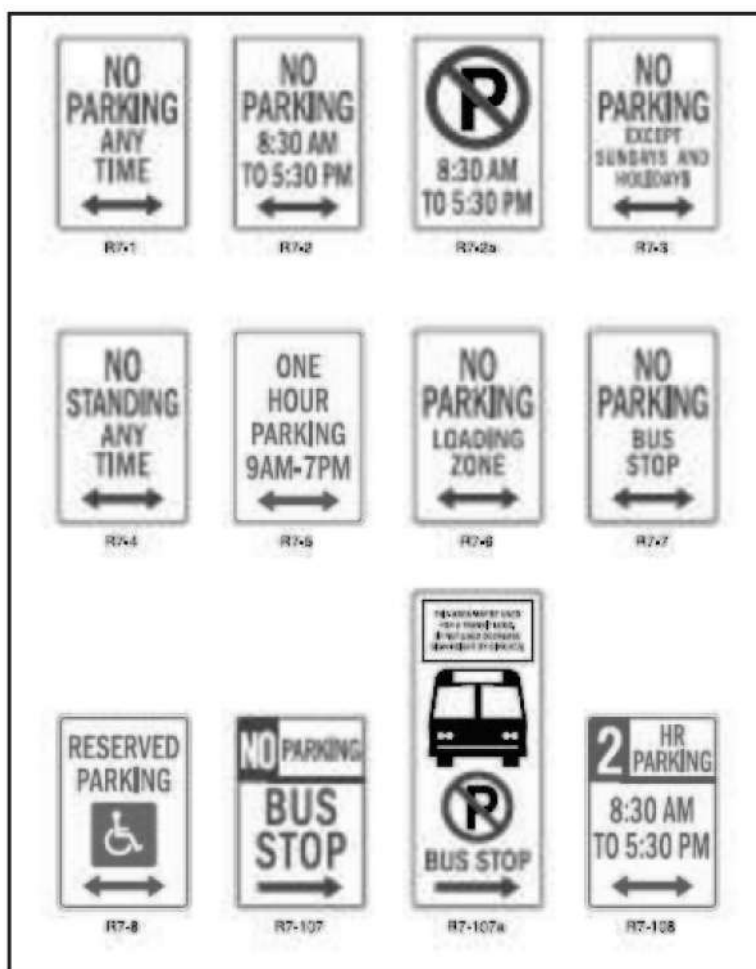 NO
PARKING
ANY
TIME
R7-1
NO
PARKING
8:30 AM
TO 5:30 PM
R7-2
P
8:30 AM
TO 5:30 PM
R7-2a
NO
PARKING
EXCEPT
SUNDAYS AND
HOLIDAYS
R7-3
NO
STANDING
ANY
TIME
R7-4
ONE
HOUR
PARKING
9AM-7PM
R7-5
NO
PARKING
LOADING
ZONE
R7-6
NO
PARKING
BUS
STOP
R7-7
RESERVED
PARKING
R7-8
NO PARKING
BUS
STOP
R7-107
P
BUS STOP
R7-107a
2 HR
PARKING
8:30 AM
TO 5:30 PM
R7-108